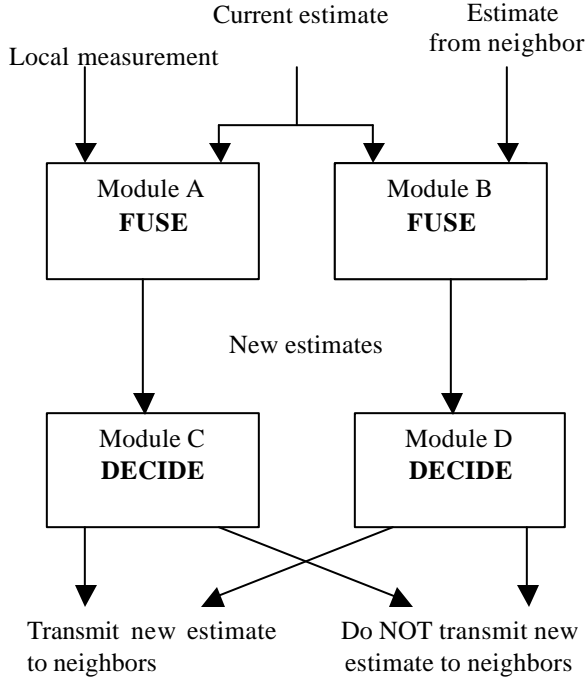 Current estimate
Estimate
from neighbor
Local measurement
Module A
FUSE
Module B
FUSE
New estimates
Module C
DECIDE
Module D
DECIDE
Transmit new estimate
to neighbors
Do NOT transmit new
estimate to neighbors